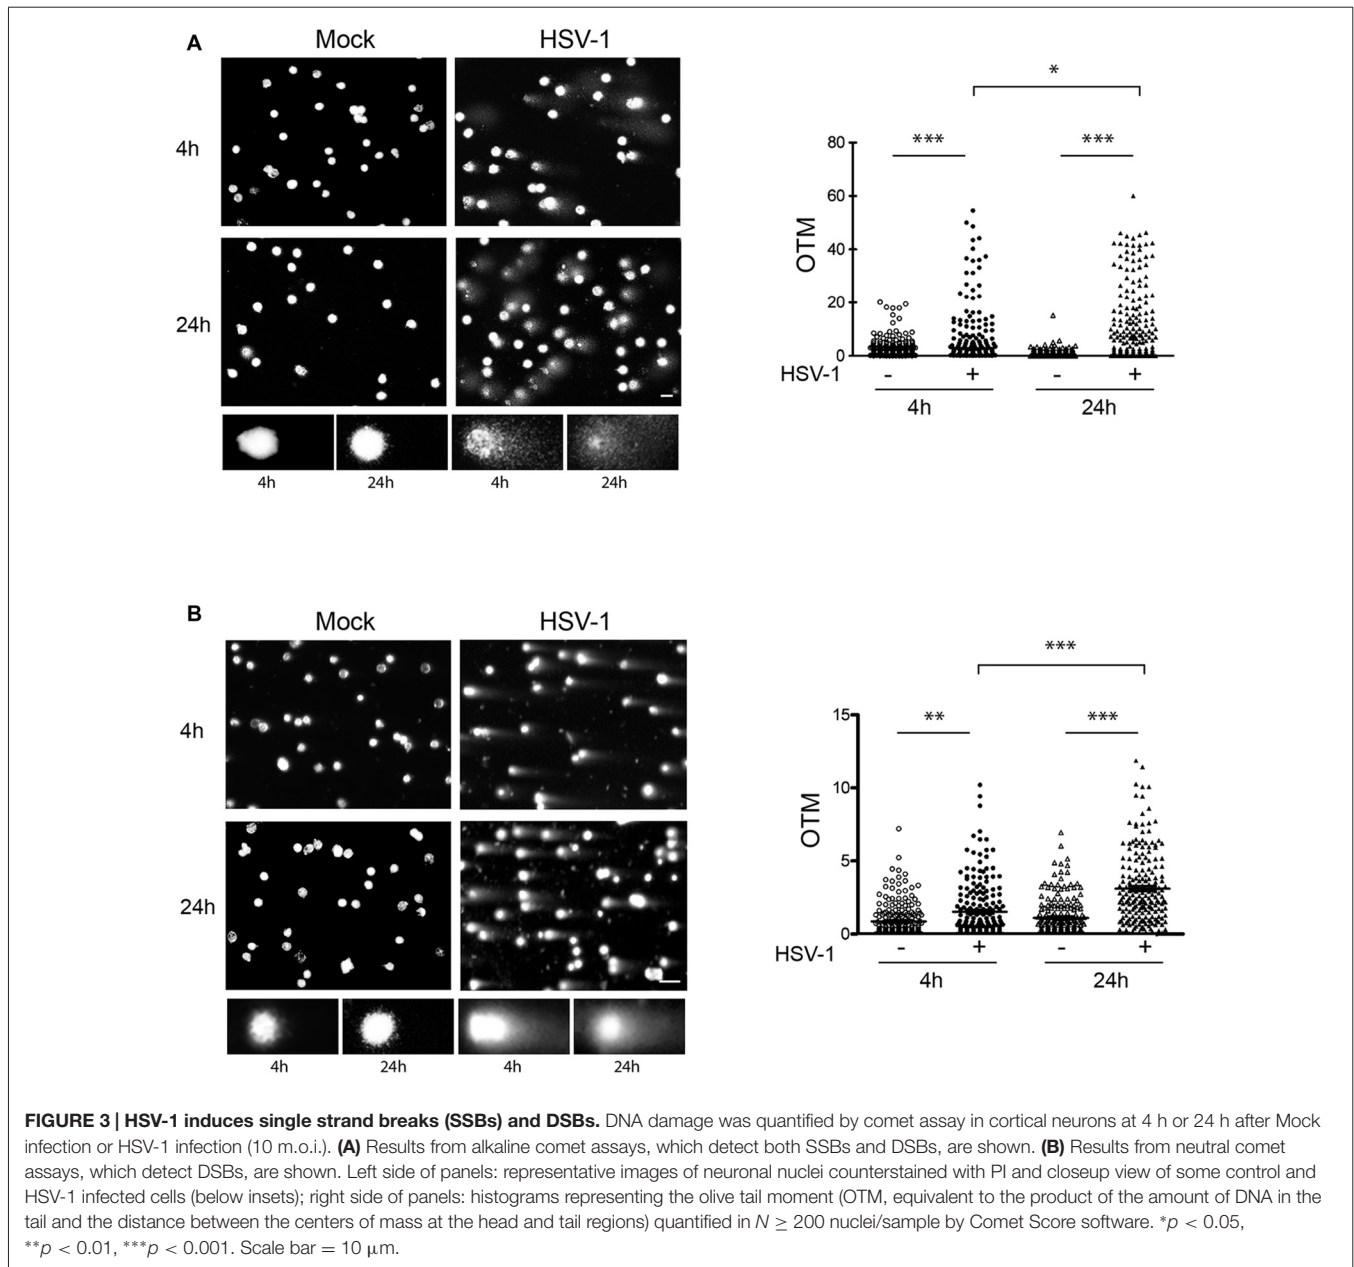 A
Mock
HSV-1
4h
24h
4h
24h
4h
24h
*
***
***
80
60
40
20
0
OTM
HSV-1
-
+
-
+
4h
24h
B
Mock
HSV-1
4h
24h
4h
24h
4h
24h
***
**
***
15
10
5
0
OTM
HSV-1
-
+
-
+
4h
24h
FIGURE 3 | HSV-1 induces single strand breaks (SSBs) and DSBs. DNA damage was quantified by comet assay in cortical neurons at 4 h or 24 h after Mock
infection or HSV-1 infection (10 m.o.i.). (A) Results from alkaline comet assays, which detect both SSBs and DSBs, are shown. (B) Results from neutral comet
assays, which detect DSBs, are shown. Left side of panels: representative images of neuronal nuclei counterstained with PI and closeup view of some control and
HSV-1 infected cells (below insets); right side of panels: histograms representing the olive tail moment (OTM, equivalent to the product of the amount of DNA in the
tail and the distance between the centers of mass at the head and tail regions) quantified in N ≥ 200 nuclei/sample by Comet Score software. *p < 0.05,
**p < 0.01, ***p < 0.001. Scale bar = 10 μm.